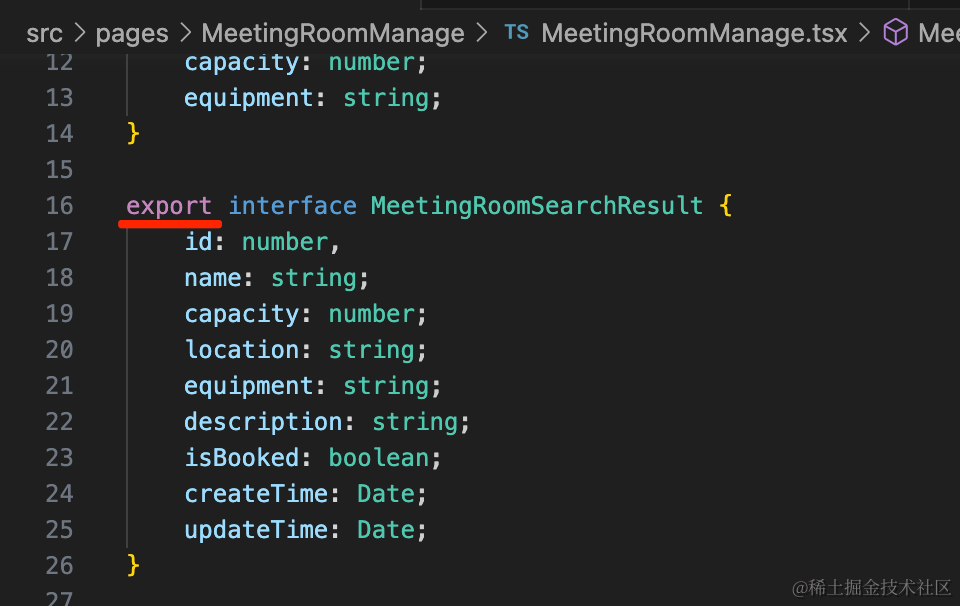 src > pages > MeetingRoomManage > TS MeetingRoomManage.tsx > Mee
12 capacity: number;
13 equipment: string;
14 }
15
16 export interface MeetingRoomSearchResult {
17 id: number,
18 name: string;
19 capacity: number;
20 location: string;
21 equipment: string;
22 description: string;
23 isBooked: boolean;
24 createTime: Date;
25 updateTime: Date;
26 }
27
@稀土掘金技术社区